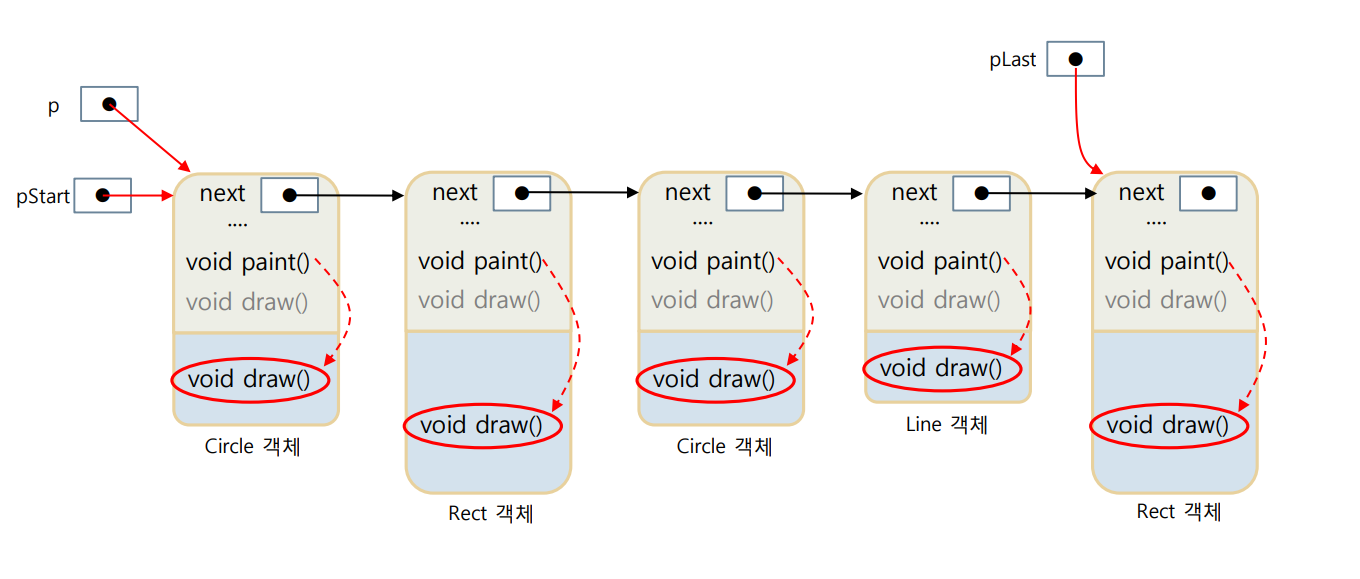 pLast
p
pStart
next
....
void paint()
void draw()
void draw()
Circle 객체
next
....
void paint()
void draw()
void draw()
Rect 객체
next
....
void paint()
void draw()
void draw()
Circle 객체
next
....
void paint()
void draw()
void draw()
Line 객체
next
....
void paint()
void draw()
void draw()
Rect 객체